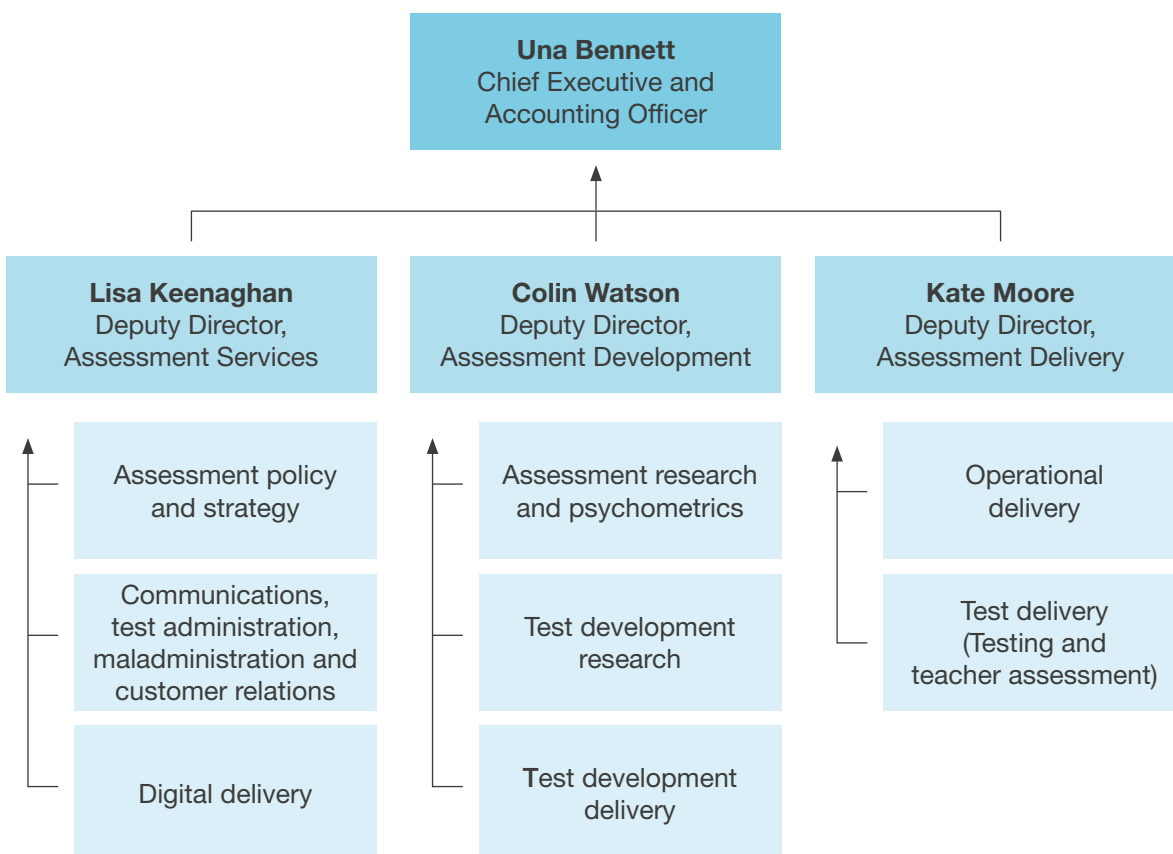 Una Bennett
Chief Executive and
Accounting Officer
Lisa Keenaghan
Deputy Director,
Assessment Services
Colin Watson
Deputy Director,
Assessment Development
Kate Moore
Deputy Director,
Assessment Delivery
Assessment policy
and strategy
Communications,
test administration,
maladministration and
customer relations
Digital delivery
Assessment research
and psychometrics
Test development
research
Test development
delivery
Operational
delivery
Test delivery
(Testing and
teacher assessment)